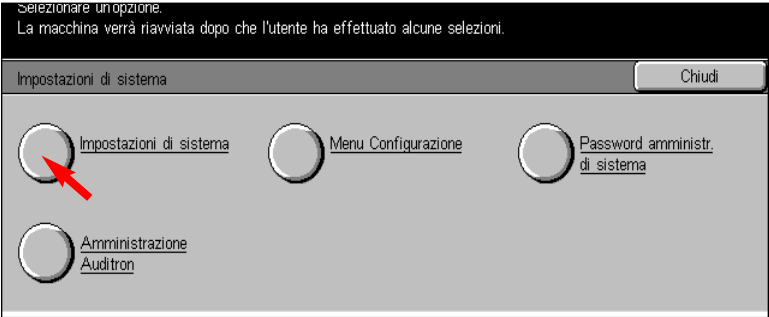 Selezionare un'opzione.
La macchina verrà riavviata dopo che l'utente ha effettuato alcune selezioni.
Impostazioni di sistema
Chiudi
Impostazioni di sistema
Menu Configurazione
Password amministr.
di sistema
Amministrazione
Auditron